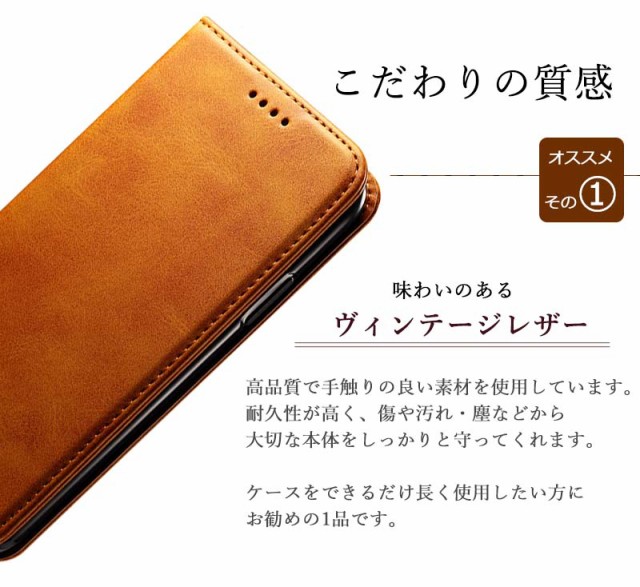 こだわりの質感
オススメ
その①
味わいのある
ヴィンテージレザー
高品質で手触りの良い素材を使用しています。
耐久性が高く、傷や汚れ・塵などから
大切な本体をしっかりと守ってくれます。
ケースをできるだけ長く使用したい方に
お勧めの1品です。